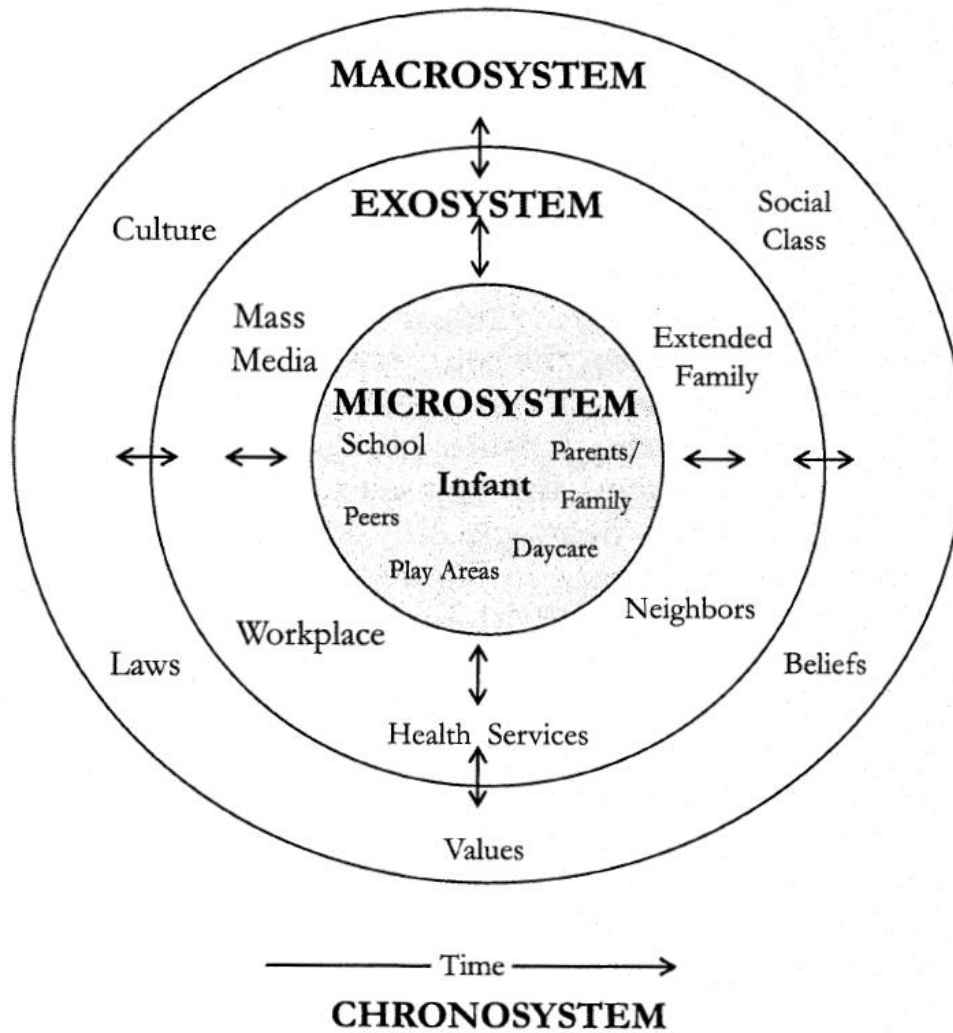 MACROSYSTEM
EXOSYSTEM
Culture
Social
Class
Mass
Media
Extended
Family
MICROSYSTEM
School
Parents/
Infant
Family
Peers
Daycare
Play Areas
Neighbors
Workplace
Laws
Beliefs
Health Services
Values
Time
CHRONOSYSTEM